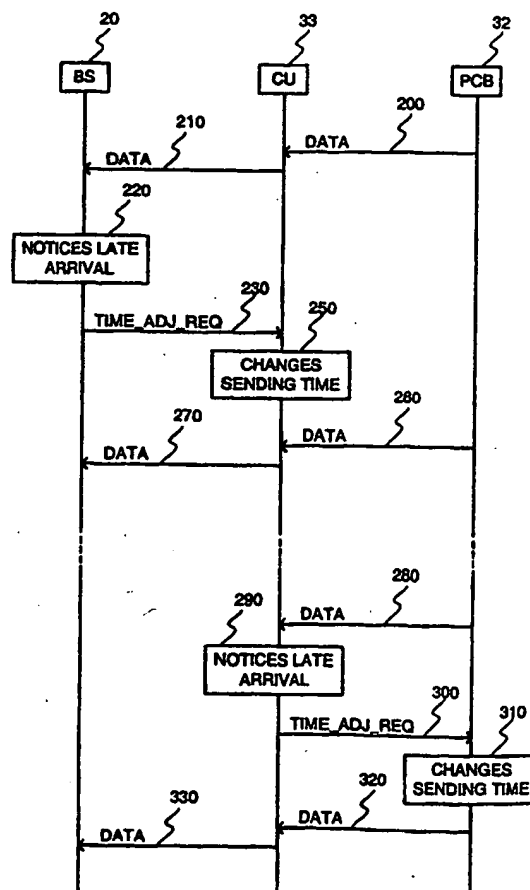 20
33
32
BS
CU
PCB
210
200
DATA
DATA
220
NOTICES LATE
ARRIVAL
230
TIME_ADJ_REQ
250
CHANGES
SENDING TIME
270
260
DATA
DATA
280
DATA
290
NOTICES LATE
ARRIVAL
300
TIME_ADJ_REQ
310
CHANGES
SENDING TIME
330
320
DATA
DATA